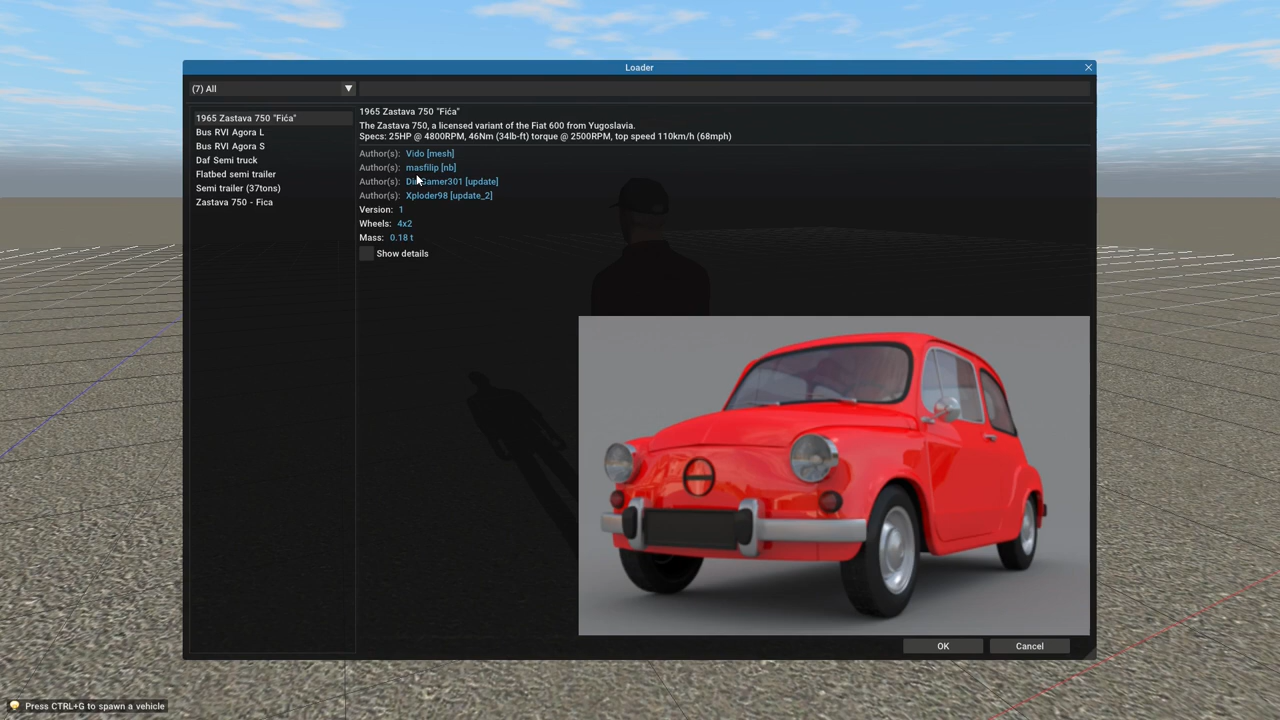 Loader
(7) All
1965 Zastava 750 "Fića"
Bus RVI Agora L
Bus RVI Agora S
Daf Semi truck
Flatbed semi trailer
Semi trailer (37tons)
Zastava 750 - Fica
1965 Zastava 750 "Fića"
The Zastava 750, a licensed variant of the Fiat 600 from Yugoslavia.
Specs: 25HP @ 4800RPM, 46Nm (34lb-ft) torque @ 2500RPM, top speed 110km/h (68mph)
Author(s): Vido [mesh]
Author(s): masfilip [nb]
Author(s): [update]
Author(s): Xploder98 [update_2]
Version: 1
Wheels: 4x2
Mass: 0.18 t
Show details
OK
Cancel
Press CTRL+G to spawn a vehicle